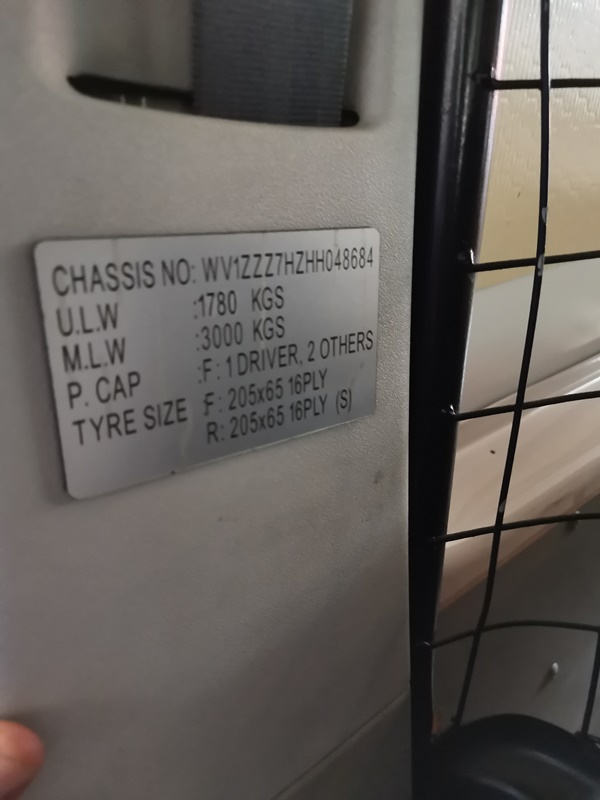 CHASSIS NO: WV1ZZZ7HZHH048684
U.L.W :1780 KGS
M.L.W :3000 KGS
P. CAP :F: 1 DRIVER, 2 OTHERS
TYRE SIZE F: 205x65 16PLY
R: 205x65 16PLY (S)